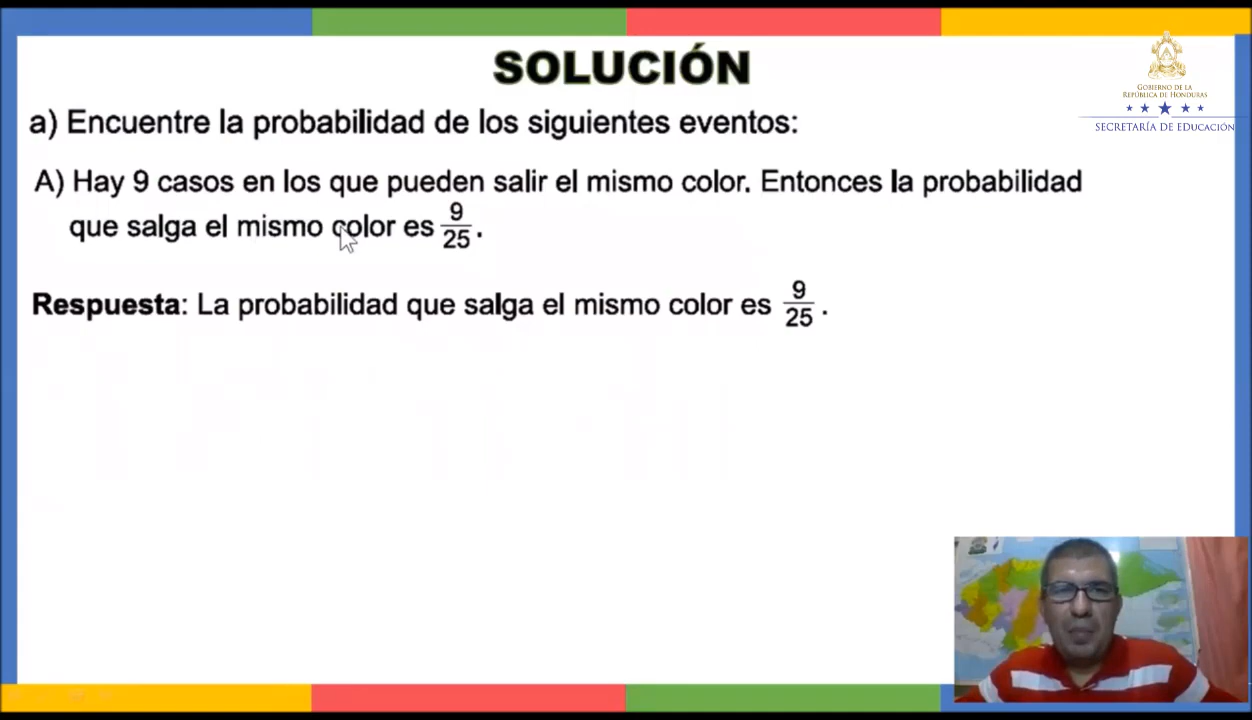 SOLUCIÓN
GOBIERNO DE LA
REPÚBLICA DE HONDURAS
SECRETARÍA DE EDUCACIÓN
a) Encuentre la probabilidad de los siguientes eventos:
A) Hay 9 casos en los que pueden salir el mismo color. Entonces la probabilidad
que salga el mismo color es 9/25.
Respuesta: La probabilidad que salga el mismo color es 9/25.